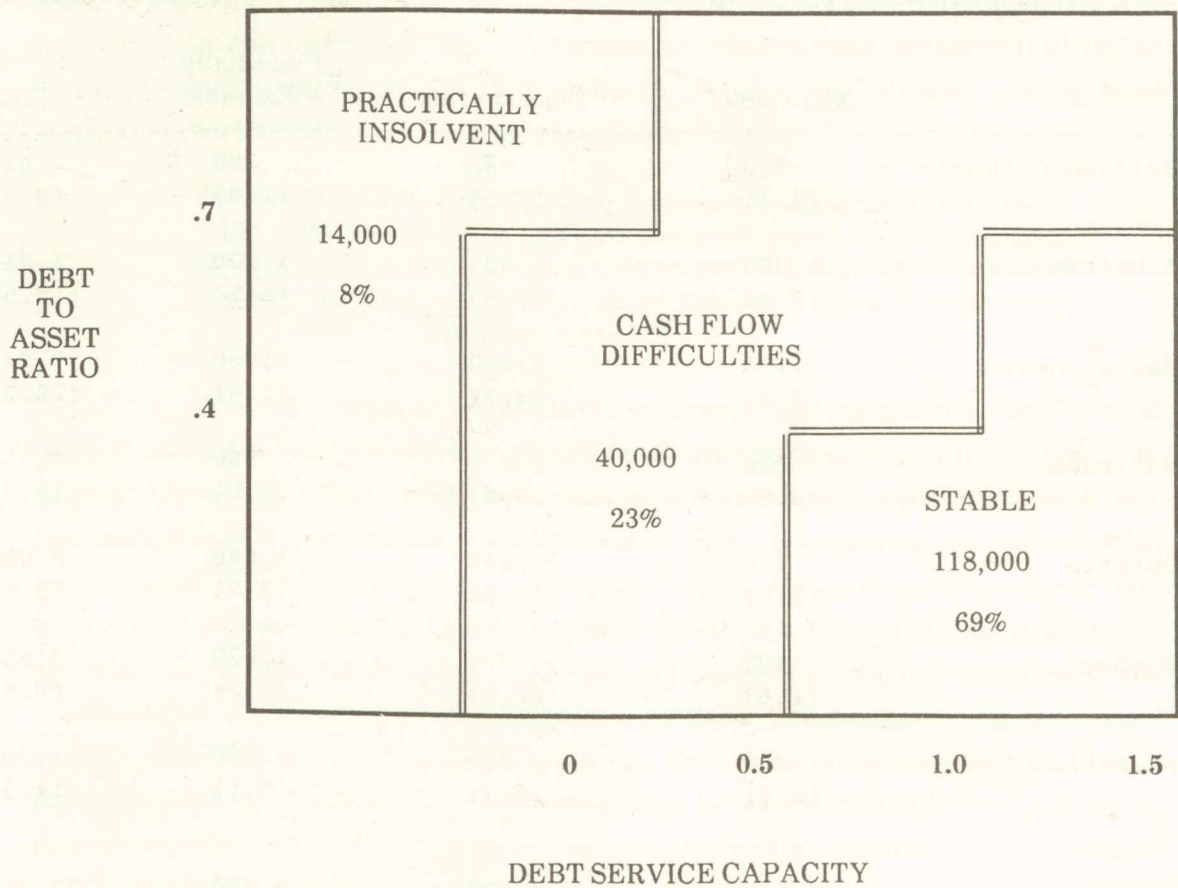 PRACTICALLY
INSOLVENT
.7
14,000
8%
DEBT
TO
ASSET
RATIO
CASH FLOW
DIFFICULTIES
.4
40,000
23%
STABLE
118,000
69%
0 0.5 1.0 1.5
DEBT SERVICE CAPACITY